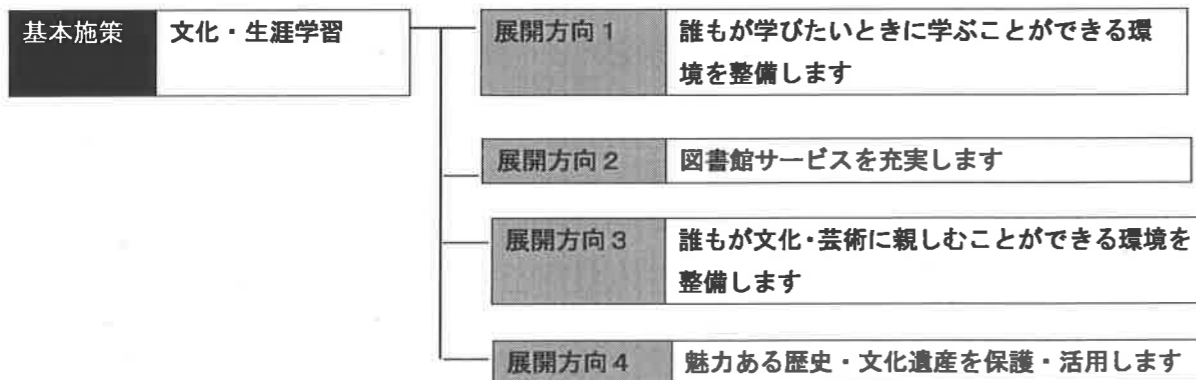 基本施策 文化・生涯学習
展開方向1 誰もが学びたいときに学ぶことができる環
境を整備します
展開方向2 図書館サービスを充実します
展開方向3 誰もが文化・芸術に親しむことができる環境を
整備します
展開方向4 魅力ある歴史・文化遺産を保護・活用します